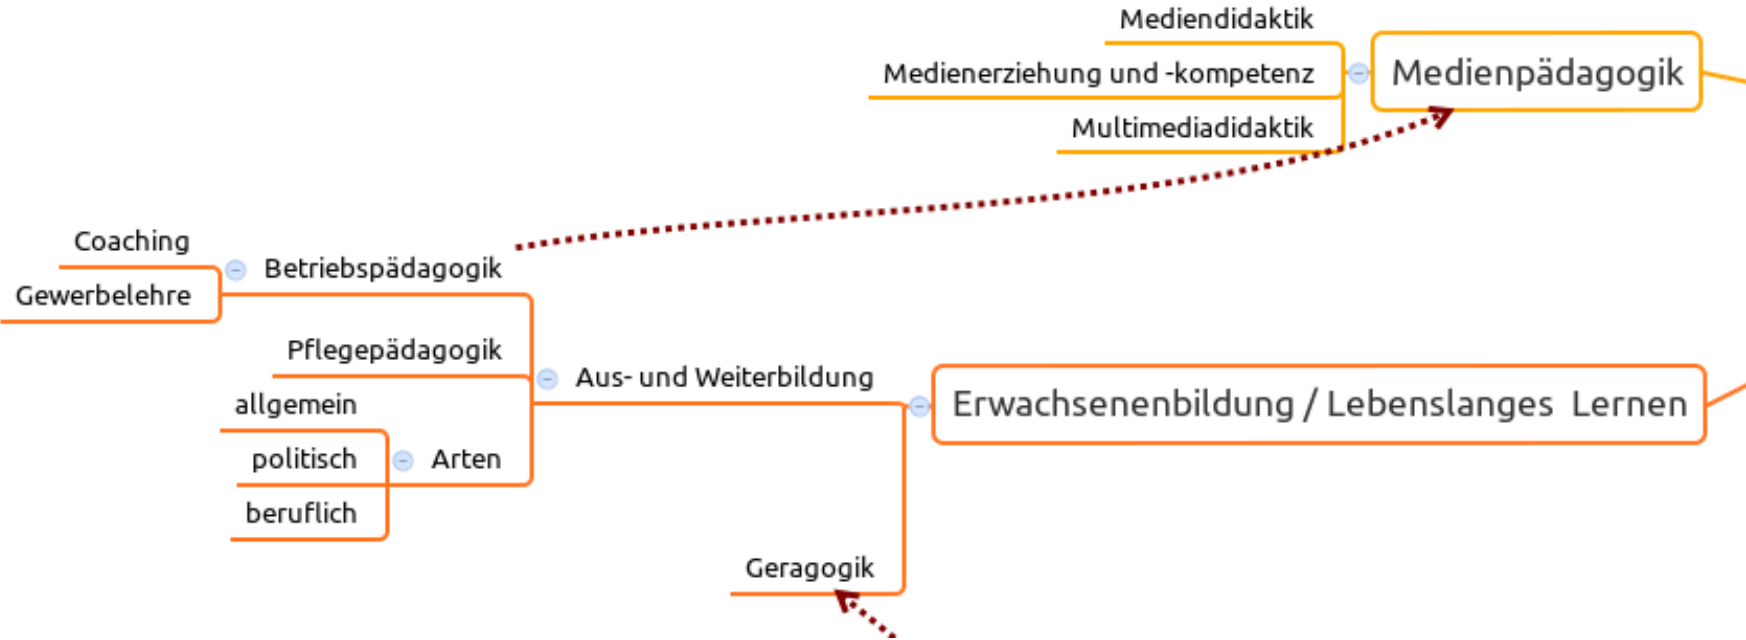 Mediendidaktik
Medienerziehung und -kompetenz
Medienpädagogik
Multimediadidaktik
Coaching
Betriebspädagogik
Gewerbelehre
Pflegepädagogik
Aus- und Weiterbildung
allgemein
Erwachsenenbildung / Lebenslanges Lernen
politisch
Arten
beruflich
Geragogik